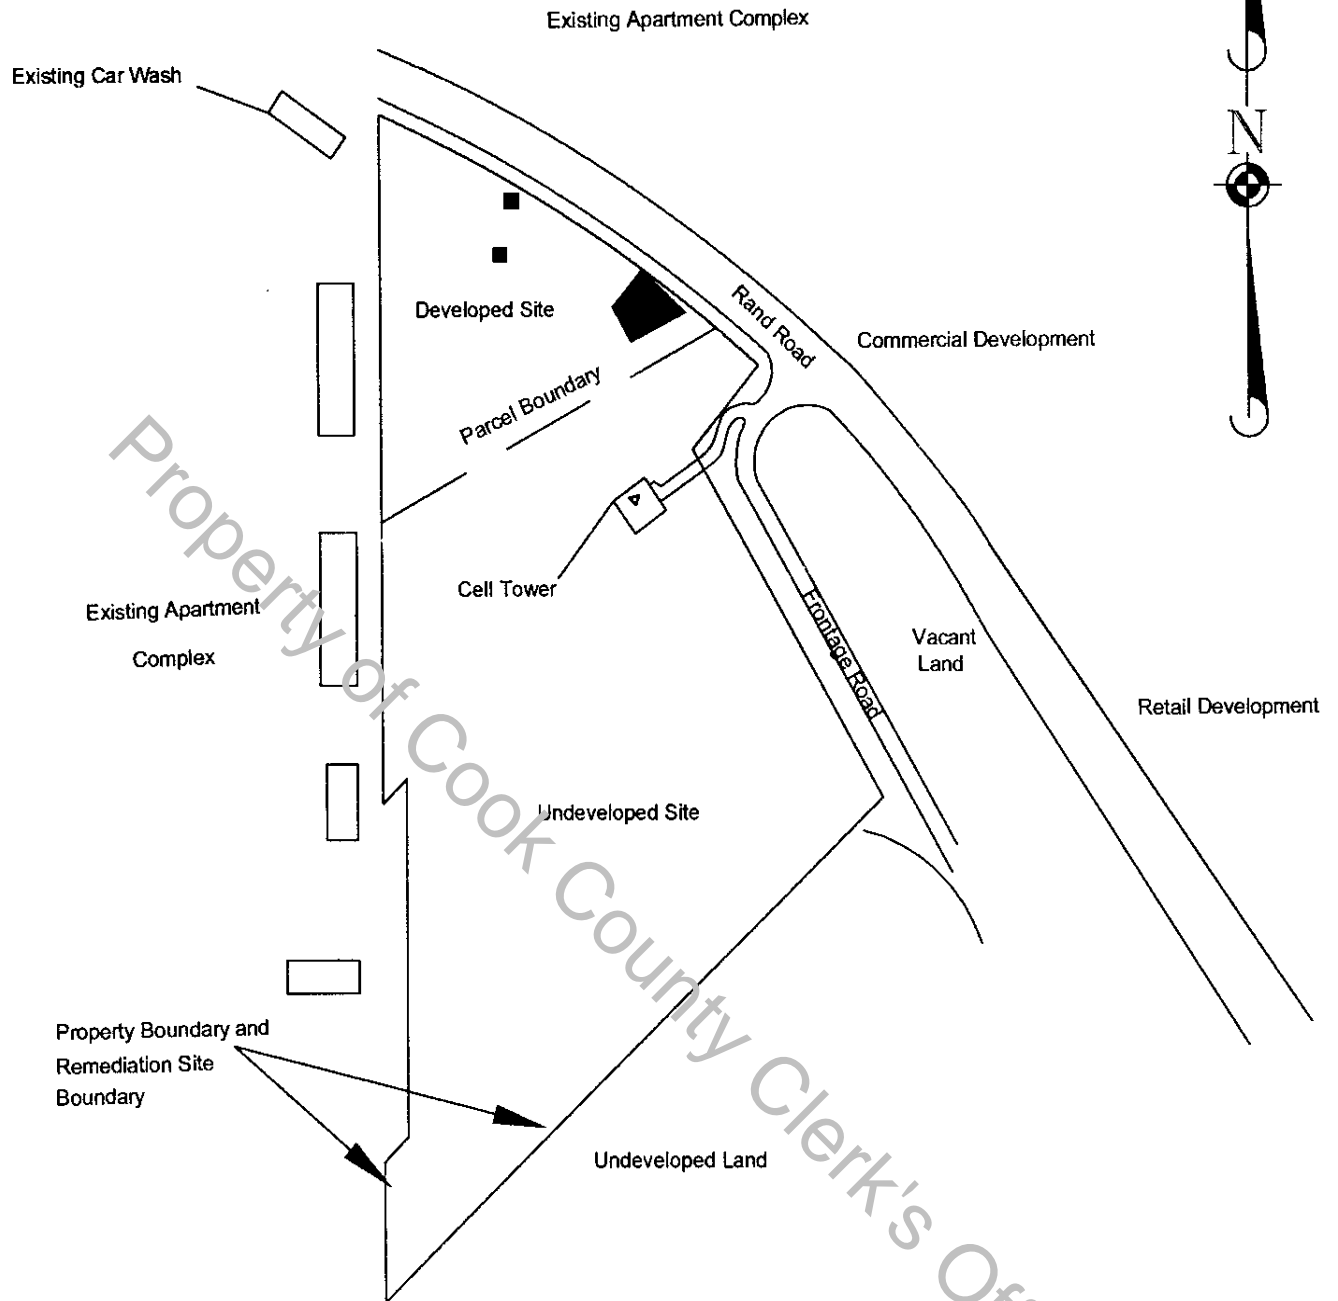 Existing Apartment Complex
Existing Car Wash
N
Developed Site
Rand Road
Commercial Development
Parcel Boundary
Cell Tower
Existing Apartment
Complex
Frontage Road
Vacant
Land
Retail Development
Undeveloped Site
Property Boundary and
Remediation Site
Boundary
Undeveloped Land
Property of Cook County Clerk's